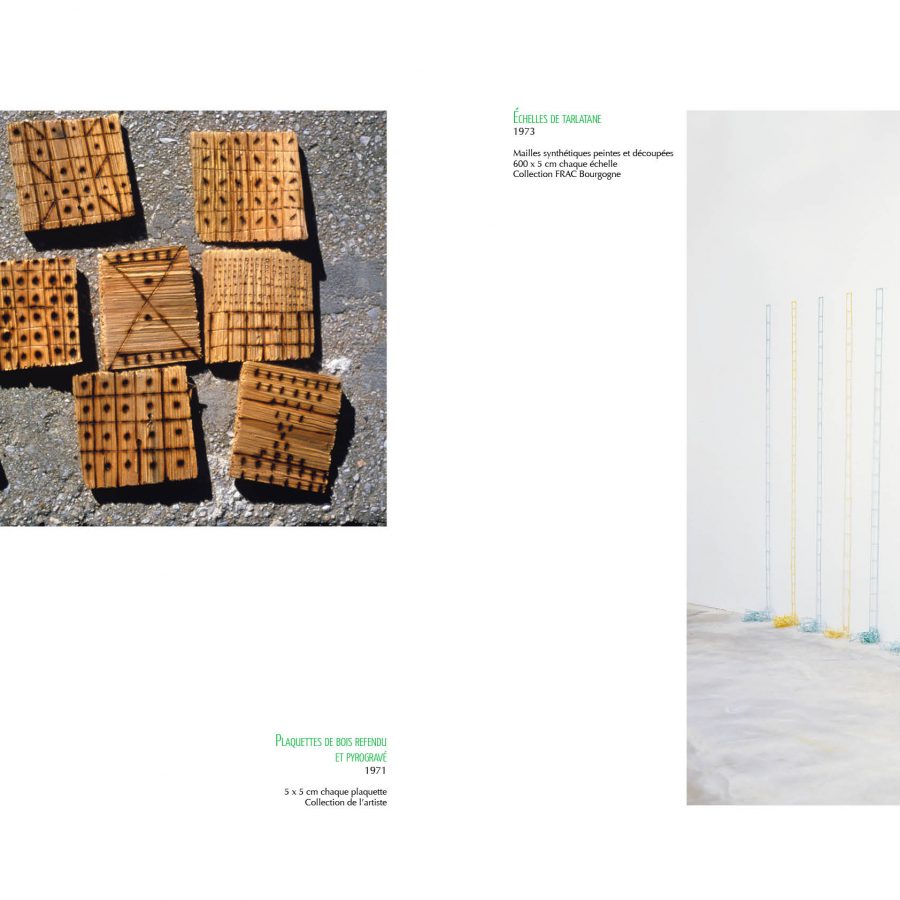 Échelles de tarlatane
1973
Mailles synthétiques peintes et découpées
600 x 5 cm chaque échelle
Collection FRAC Bourgogne
Plaquettes de bois refendu
et pyrogravé
1971
5 x 5 cm chaque plaquette
Collection de l'artiste